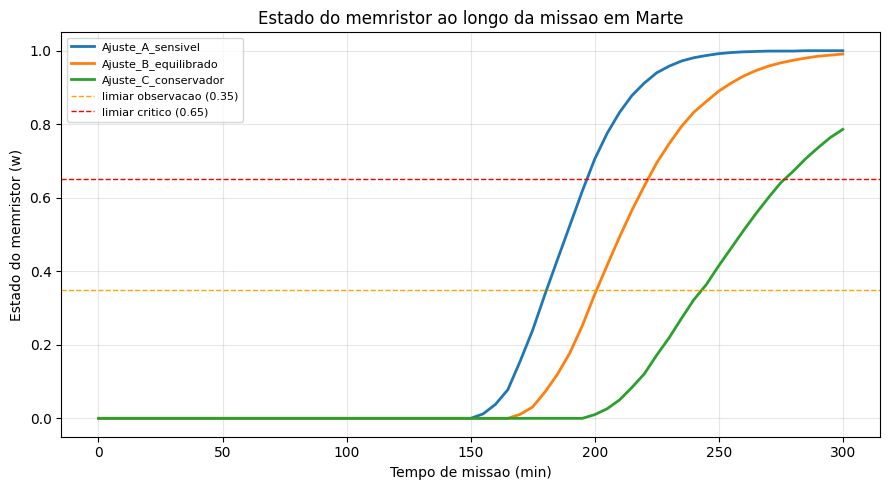 Estado do memristor ao longo da missao em Marte
Estado do memristor (w)
1.0
0.8
0.6
0.4
0.2
0.0
Ajuste_A_sensivel
Ajuste_B_equilibrado
Ajuste_C_conservador
limiar observacao (0.35)
limiar critico (0.65)
0
50
100
150
200
250
300
Tempo de missao (min)